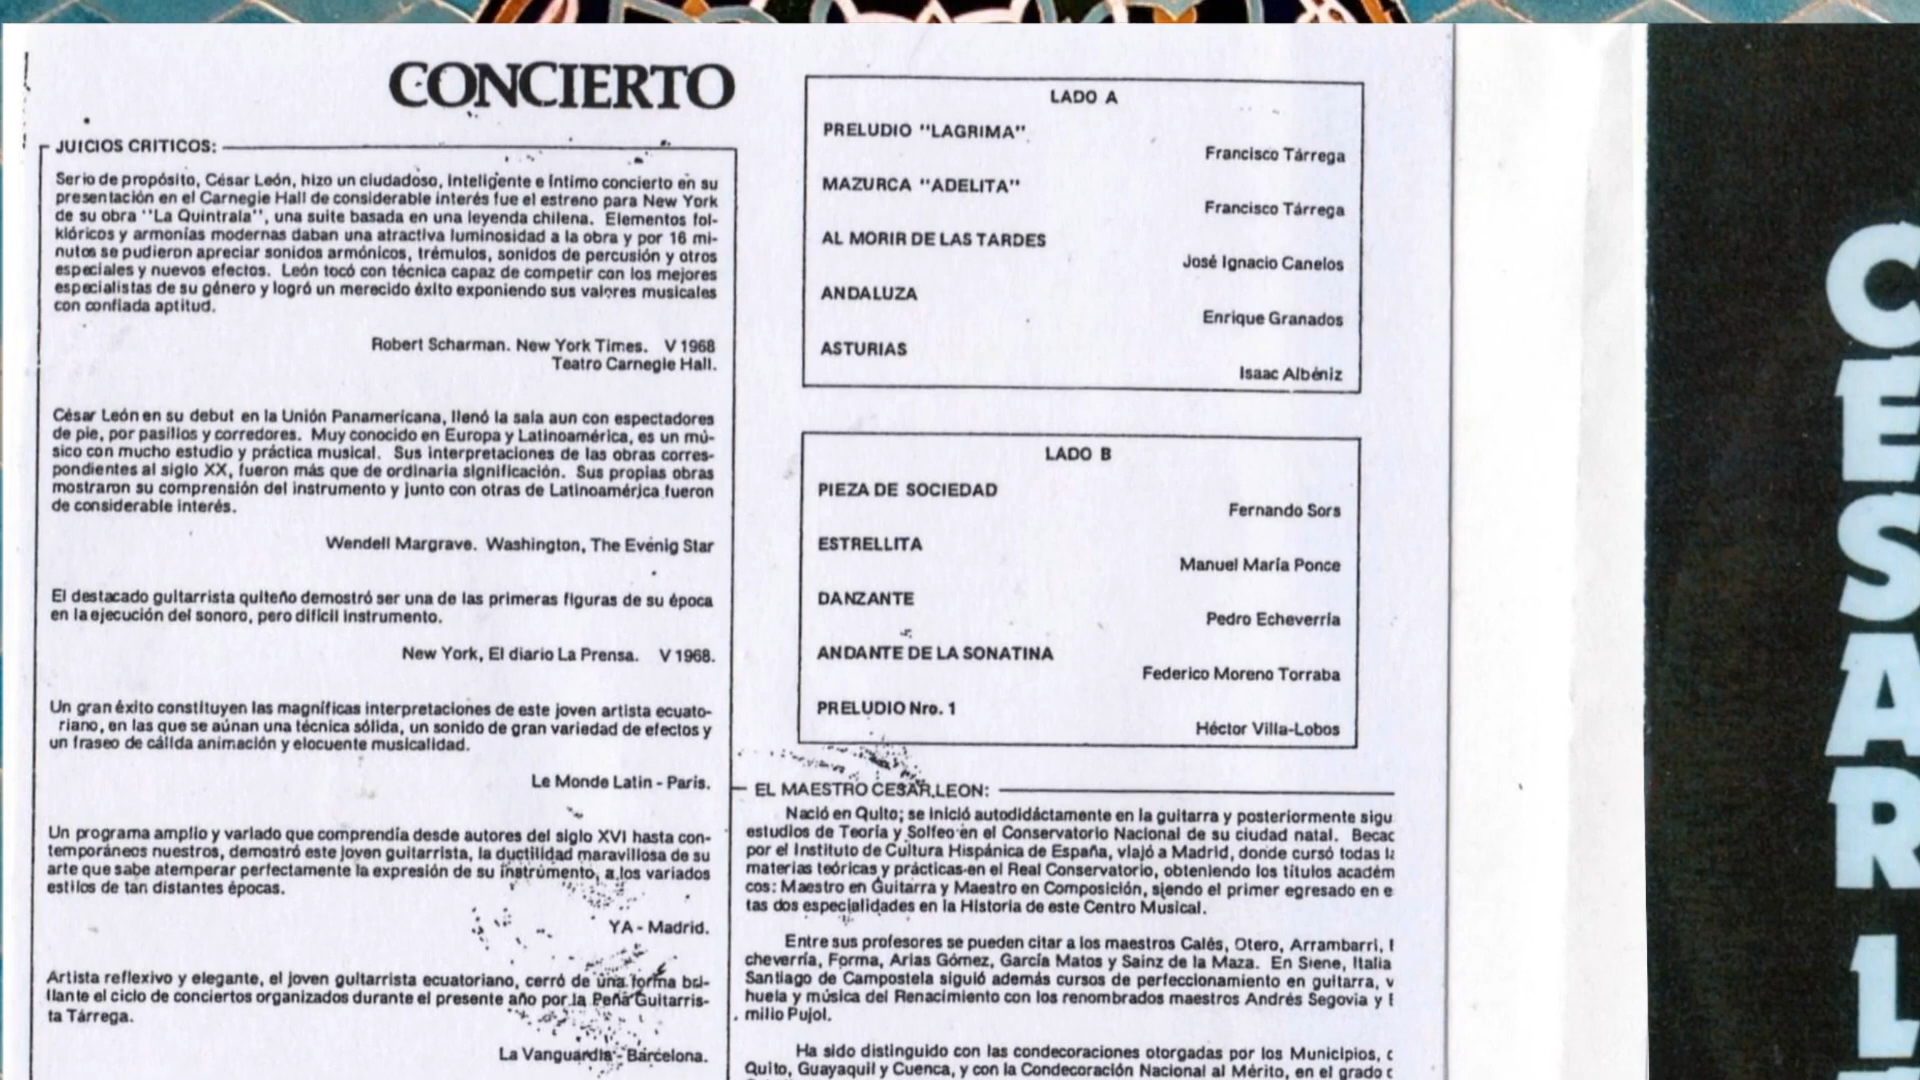 CONCIERTO
JUICIOS CRITICOS:
Serio de propósito, César León, hizo un ciudadoso, inteligente e íntimo concierto en su
presentación en el Carnegie Hall de considerable interés fue el estreno para New York
de su obra "La Quintrala", una suite basada en una leyenda chilena. Elementos fol-
klóricos y armonías modernas daban una atractiva luminosidad a la obra y por 16 mi-
nutos se pudieron apreciar sonidos armónicos, trémulos, sonidos de percusión y otros
especiales y nuevos efectos. León tocó con técnica capaz de competir con los mejores
especialistas de su género y logró un merecido éxito exponiendo sus valores musicales
con confiada aptitud.
Robert Scharman. New York Times. V 1968
Teatro Carnegie Hall.
César León en su debut en la Unión Panamericana, llenó la sala aun con espectadores
de pie, por pasillos y corredores. Muy conocido en Europa y Latinoamérica, es un mú-
sico con mucho estudio y práctica musical. Sus interpretaciones de las obras corres-
pondientes al siglo XX, fueron más que de ordinaria significación. Sus propias obras
mostraron su comprensión del instrumento y junto con otras de Latinoamérica fueron
de considerable interés.
Wendell Margrave. Washington, The Evenig Star
El destacado guitarrista quiteño demostró ser una de las primeras figuras de su época
en la ejecución del sonoro, pero difícil instrumento.
New York, El diario La Prensa. V 1968.
Un gran éxito constituyen las magníficas interpretaciones de este joven artista ecuato-
riano, en las que se aúnan una técnica sólida, un sonido de gran variedad de efectos y
un fraseo de cálida animación y elocuente musicalidad.
Le Monde Latin - Paris.
Un programa amplio y variado que comprendía desde autores del siglo XVI hasta con-
temporáneos nuestros, demostró este joven guitarrista, la ductilidad maravillosa de su
arte que sabe atemperar perfectamente la expresión de su instrumento, a los variados
estilos de tan distantes épocas.
YA - Madrid.
Artista reflexivo y elegante, el joven guitarrista ecuatoriano, cerró de una forma bri-
llante el ciclo de conciertos organizados durante el presente año por la Peña Guitarris-
ta Tárrega.
La Vanguardia - Barcelona.
LADO A
PRELUDIO "LAGRIMA"
Francisco Tárrega
MAZURCA "ADELITA"
Francisco Tárrega
AL MORIR DE LAS TARDES
José Ignacio Canelos
ANDALUZA
Enrique Granados
ASTURIAS
Isaac Albéniz
LADO B
PIEZA DE SOCIEDAD
Fernando Sors
ESTRELLITA
Manuel María Ponce
DANZANTE
Pedro Echeverría
ANDANTE DE LA SONATINA
Federico Moreno Torraba
PRELUDIO Nro. 1
Héctor Villa-Lobos
EL MAESTRO CESAR LEON:
Nació en Quito; se inició autodidáctamente en la guitarra y posteriormente sigu
estudios de Teoría y Solfeo en el Conservatorio Nacional de su ciudad natal. Becac
por el Instituto de Cultura Hispánica de España, viajó a Madrid, donde cursó todas la
materias teóricas y prácticas en el Real Conservatorio, obteniendo los títulos académ
cos: Maestro en Guitarra y Maestro en Composición, siendo el primer egresado en e
tas dos especialidades en la Historia de este Centro Musical.
Entre sus profesores se pueden citar a los maestros Calés, Otero, Arrambarri,
cheverría, Forma, Arias Gómez, García Matos y Sainz de la Maza. En Siene, Italia
Santiago de Campostela siguió además cursos de perfeccionamiento en guitarra, v
huela y música del Renacimiento con los renombrados maestros Andrés Segovia y E
milio Pujol.
Ha sido distinguido con las condecoraciones otorgadas por los Municipios,
Quito, Guayaquil y Cuenca, y con la Condecoración Nacional al Mérito, en el grado
CESAR L